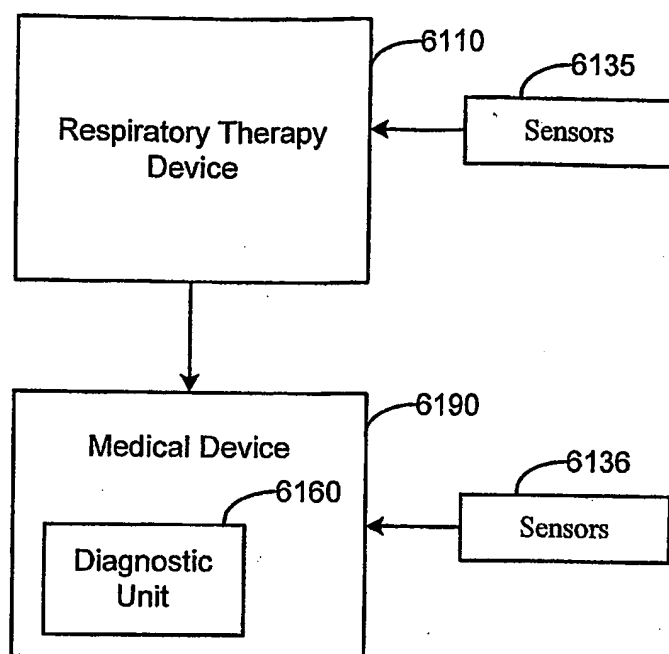 6110
6135
Respiratory Therapy
Device
Sensors
6190
Medical Device
6136
6160
Sensors
Diagnostic
Unit